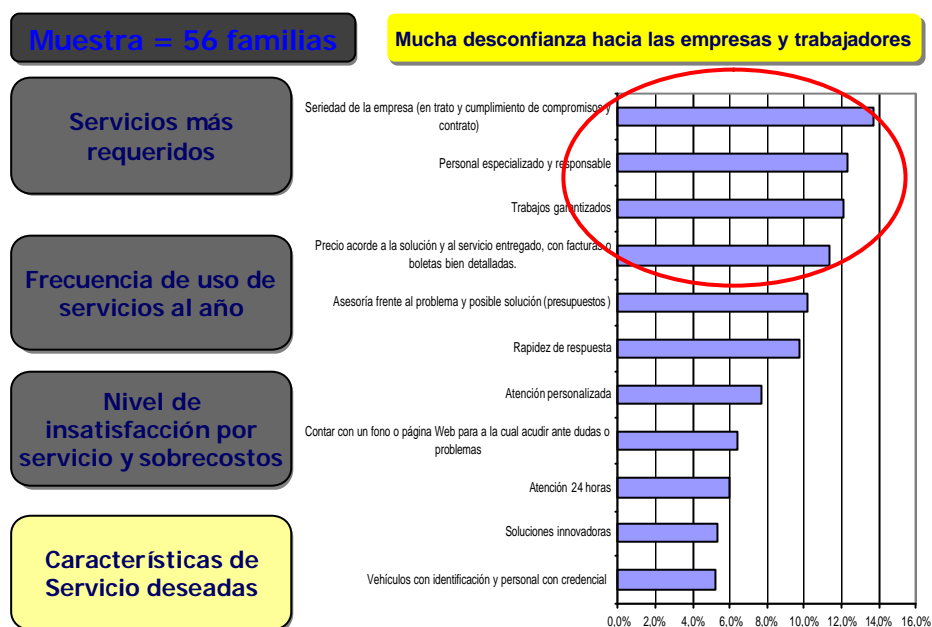 Muestra = 56 familias
Mucha desconfianza hacia las empresas y trabajadores
Servicios más
requeridos
Frecuencia de uso de
servicios al año
Nivel de
insatisfacción por
servicio y sobrecostos
Características de
Servicio deseadas
Seriedad de la empresa (en trato y cumplimiento de compromisos y
contrato)
Personal especializado y responsable
Trabajos garantizados
Precio acorde a la solución y al servicio entregado, con facturas o
boletas bien detalladas.
Asesoría frente al problema y posible solución (presupuestos )
Rapidez de respuesta
Atención personalizada
Contar con un fono o página Web para a la cual acudir ante dudas o
problemas
Atención 24 horas
Soluciones innovadoras
Vehículos con identificación y personal con credencial
0,0% 2,0% 4,0% 6,0% 8,0% 10,0% 12,0% 14,0% 16,0%